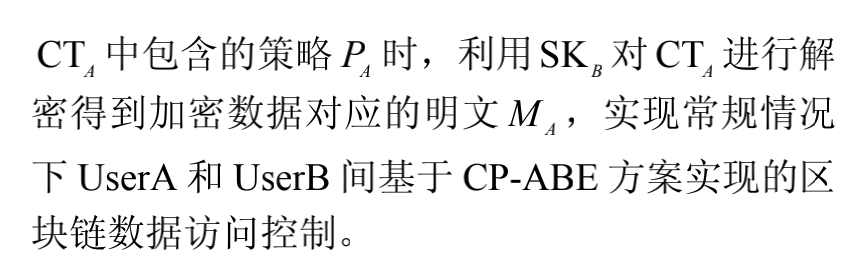 CT_A 中包含的策略 P_A 时，利用 SK_B 对 CT_A 进行解
密得到加密数据对应的明文 M_A，实现常规情况
下 UserA 和 UserB 间基于 CP-ABE 方案实现的区
块链数据访问控制。